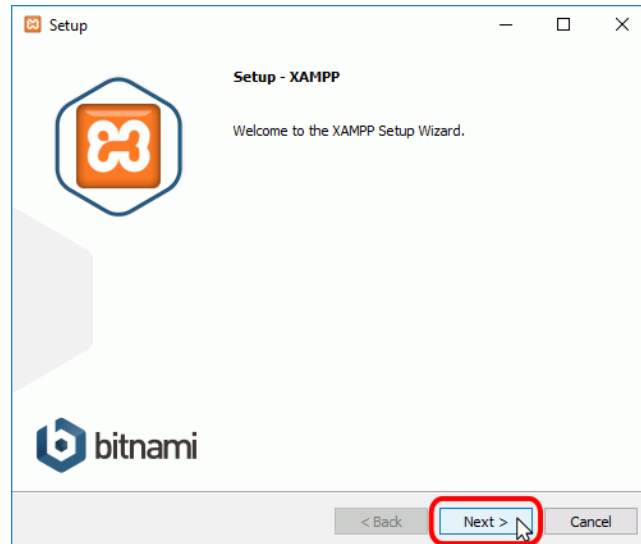 Setup
Setup - XAMPP
Welcome to the XAMPP Setup Wizard.
bitnami
< Back Next > Cancel